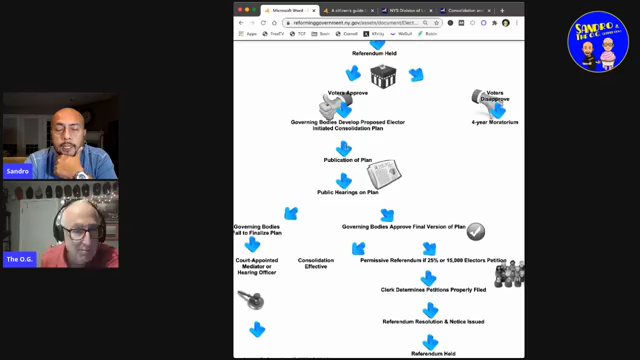 Microsoft Word
A citizen's guide
NYS Division of L
Consolidation an
reforminggovernment.ny.gov/assets/document/Elect...
SANDRO
&
THE O.G.
Referendum Held
Voters Approve
Voters
Disapprove
Governing Bodies Develop Proposed Elector
Initiated Consolidation Plan
4-year Moratorium
Publication of Plan
Public Hearings on Plan
Sandro
Governing Bodies
Fail to Finalize Plan
Governing Bodies Approve Final Version of Plan
The O.G.
Court-Appointed
Mediator or
Hearing Officer
Consolidation
Effective
Permissive Referendum if 25% or 15,000 Electors Petition
Clerk Determines Petitions Properly Filed
Referendum Resolution & Notice Issued
Referendum Held